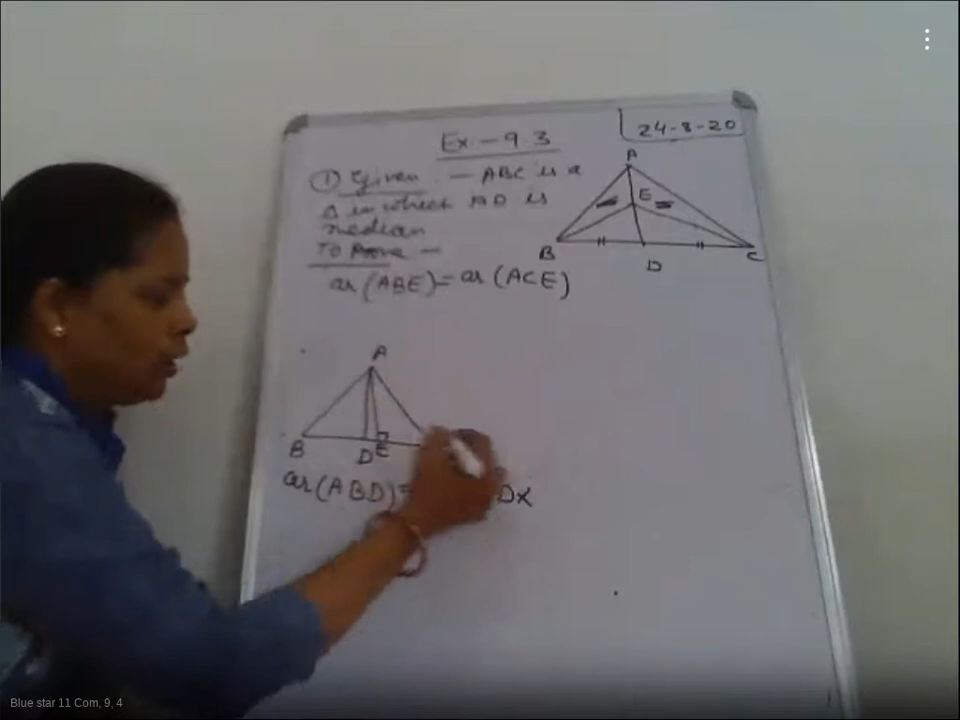 Ex - 9 3
24-8-20
① Given - ABC is a
Δ in which AD is
median
To Prove -
ar (ABE) = ar (ACE)
A
E
B
D
C
A
B
D E
ar (ABD) = Dx
Blue star 11 Com, 9, 4